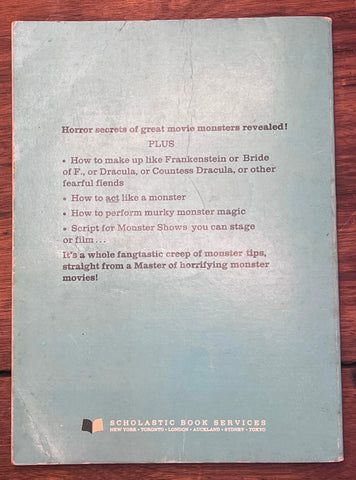 Horror secrets of great movie monsters revealed!
PLUS
• How to make up like Frankenstein or Bride
of F., or Dracula, or Countess Dracula, or other
fearful fiends
• How to act like a monster
• How to perform murky monster magic
• Script for Monster Shows you can stage
or film...
It's a whole fangtastic creep of monster tips,
straight from a Master of horrifying monster
movies!
SCHOLASTIC BOOK SERVICES
NEW YORK • TORONTO • LONDON • AUCKLAND • SYDNEY • TOKYO